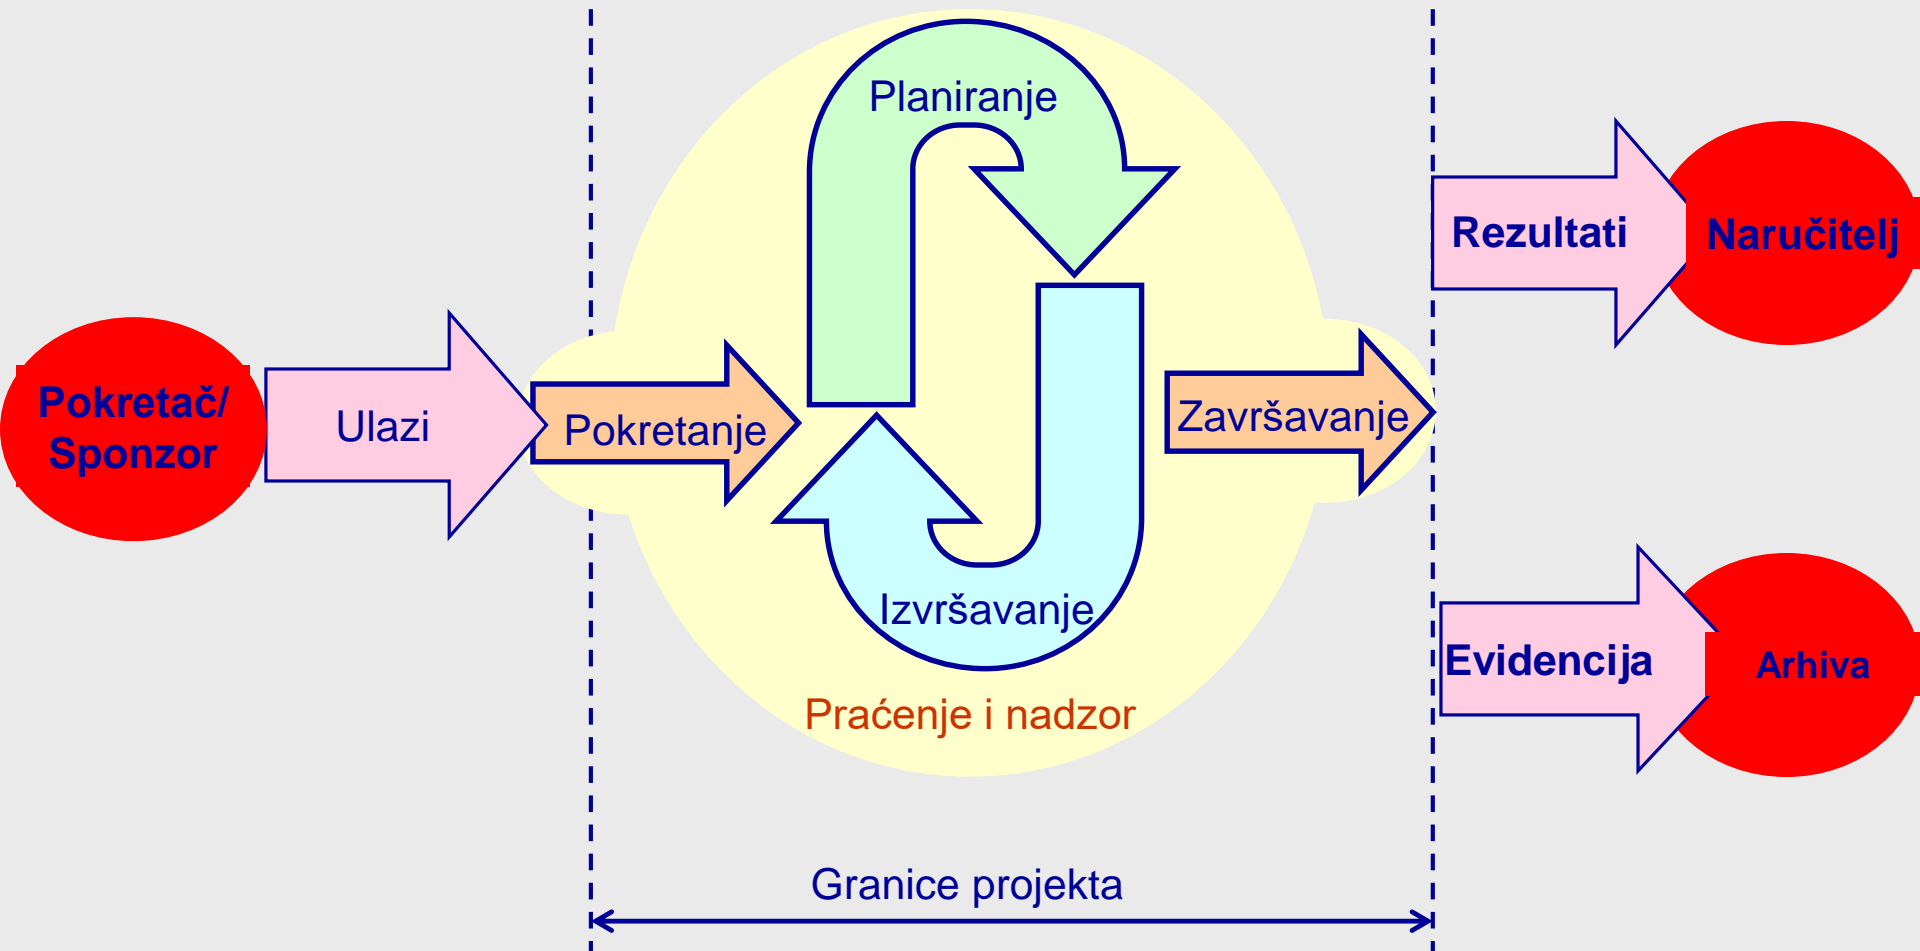 Planiranje
Rezultati
Naručitelj
Pokretač/
Sponzor
Ulazi
Pokretanje
Završavanje
Izvršavanje
Evidencija
Arhiva
Praćenje i nadzor
Granice projekta